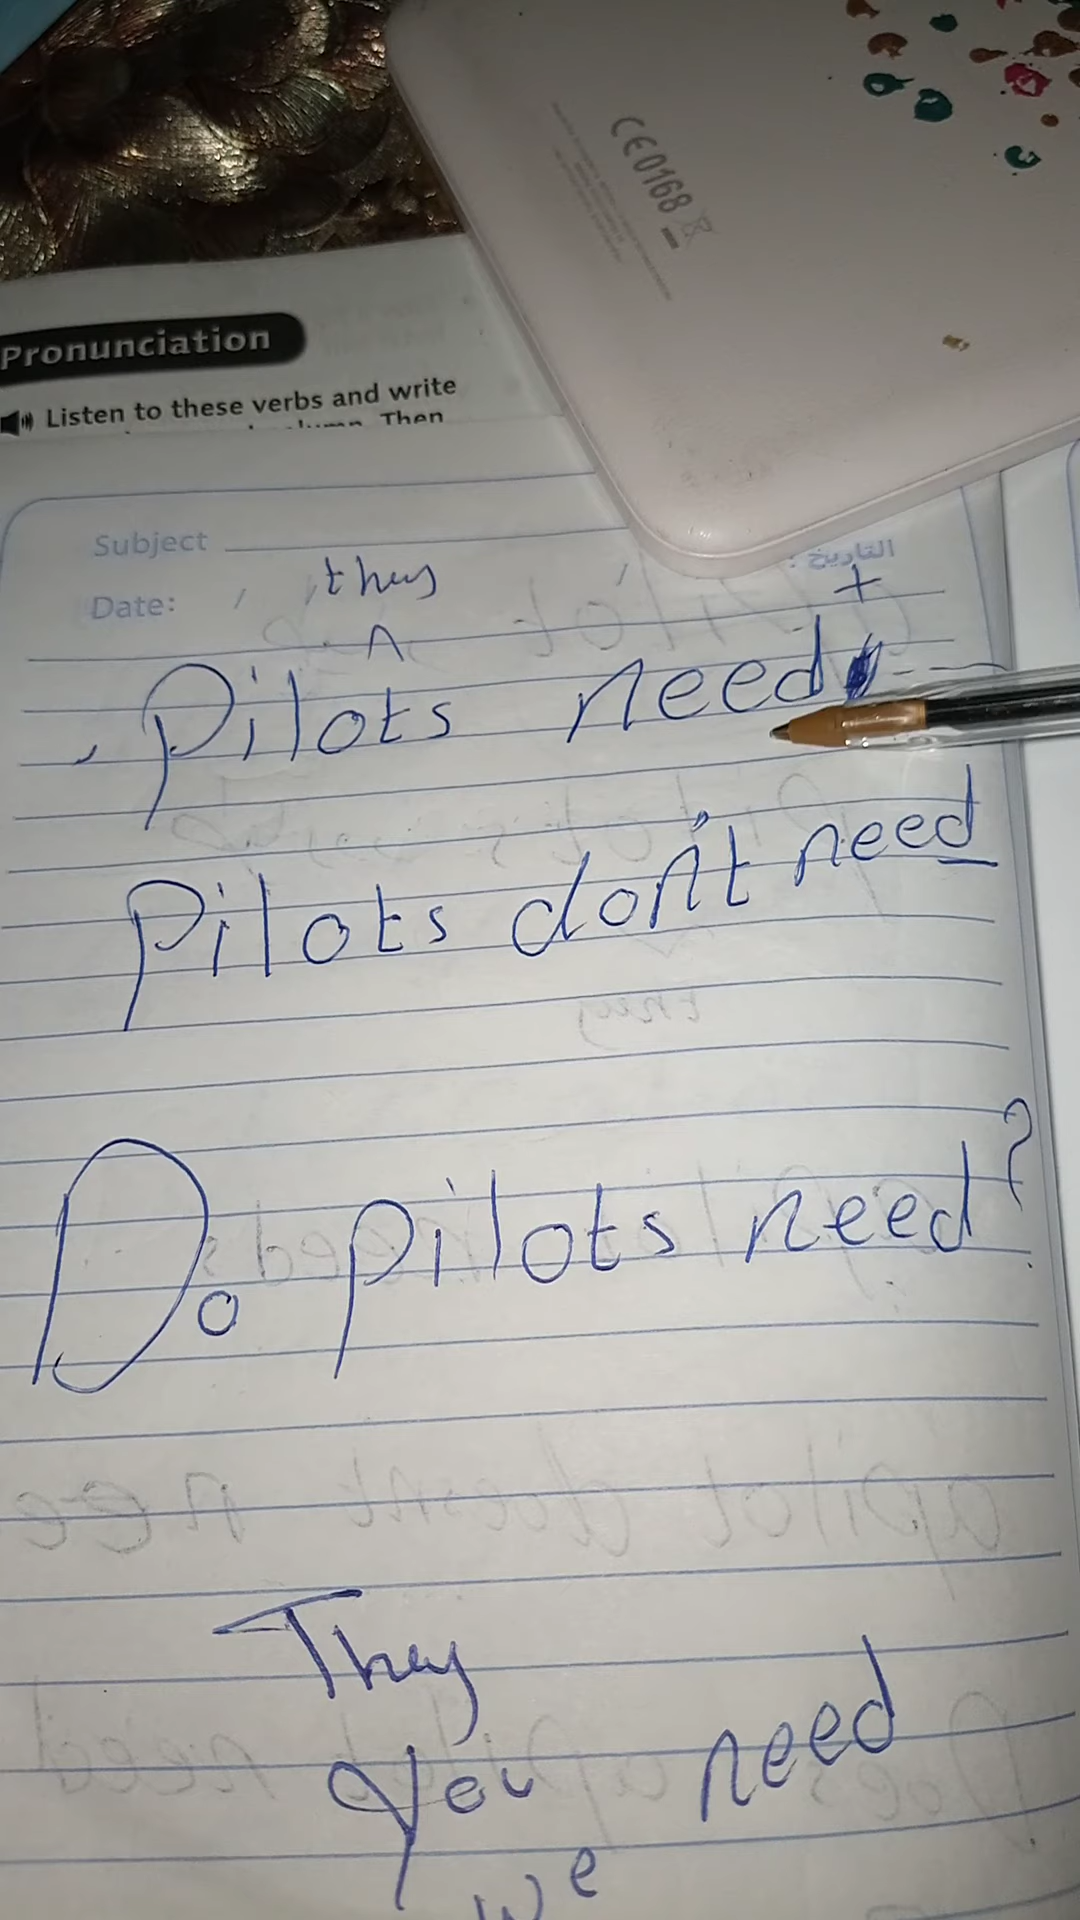 CE0168
Pronunciation
Listen to these verbs and write
Then
Subject
التاريخ :
Date:
they
+
Pilots need
Pilots don't need
Do pilots need?
They
you need
we